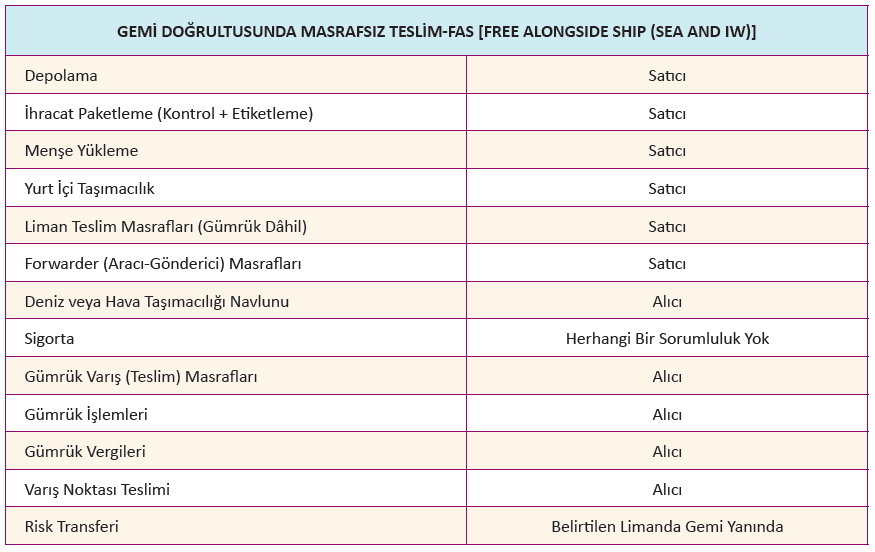 GEMİ DOĞRULTUSUNDA MASRAFSIZ TESLİM-FAS [FREE ALONGSIDE SHIP (SEA AND IW)]
Depolama Satıcı
İhracat Paketleme (Kontrol + Etiketleme) Satıcı
Menşe Yükleme Satıcı
Yurt İçi Taşımacılık Satıcı
Liman Teslim Masrafları (Gümrük Dâhil) Satıcı
Forwarder (Aracı-Gönderici) Masrafları Satıcı
Deniz veya Hava Taşımacılığı Navlunu Alıcı
Sigorta Herhangi Bir Sorumluluk Yok
Gümrük Varış (Teslim) Masrafları Alıcı
Gümrük İşlemleri Alıcı
Gümrük Vergileri Alıcı
Varış Noktası Teslimi Alıcı
Risk Transferi Belirtilen Limanda Gemi Yanında